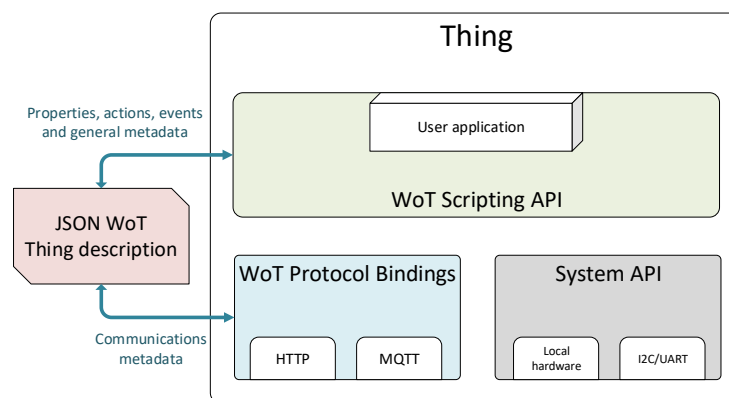 Thing
Properties, actions, events
and general metadata
User application
WoT Scripting API
JSON WoT
Thing description
WoT Protocol Bindings
System API
Communications
metadata
HTTP
MQTT
Local
hardware
I2C/UART